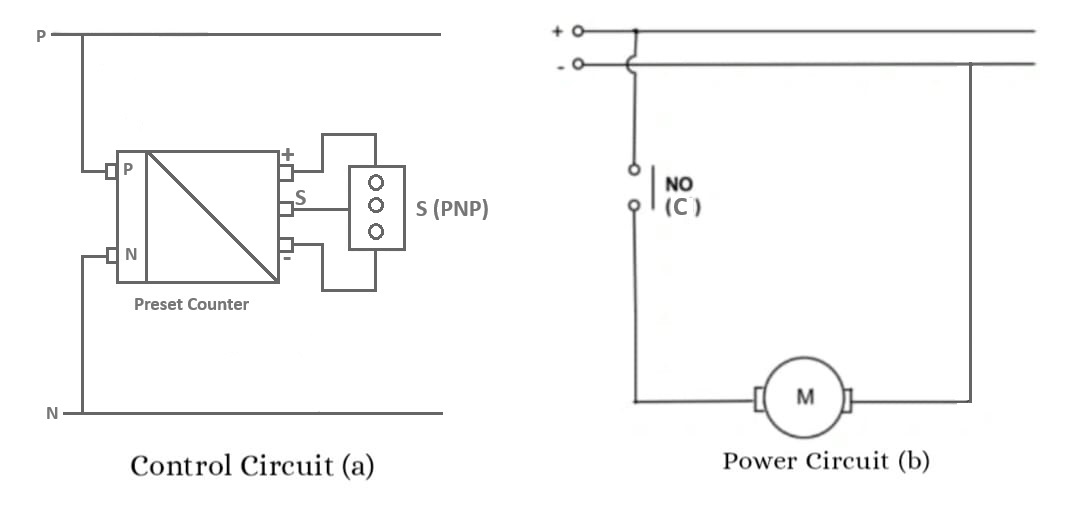 P
P
N
+
S
-
S (PNP)
Preset Counter
N
Control Circuit (a)
+
-
NO
(C )
M
Power Circuit (b)